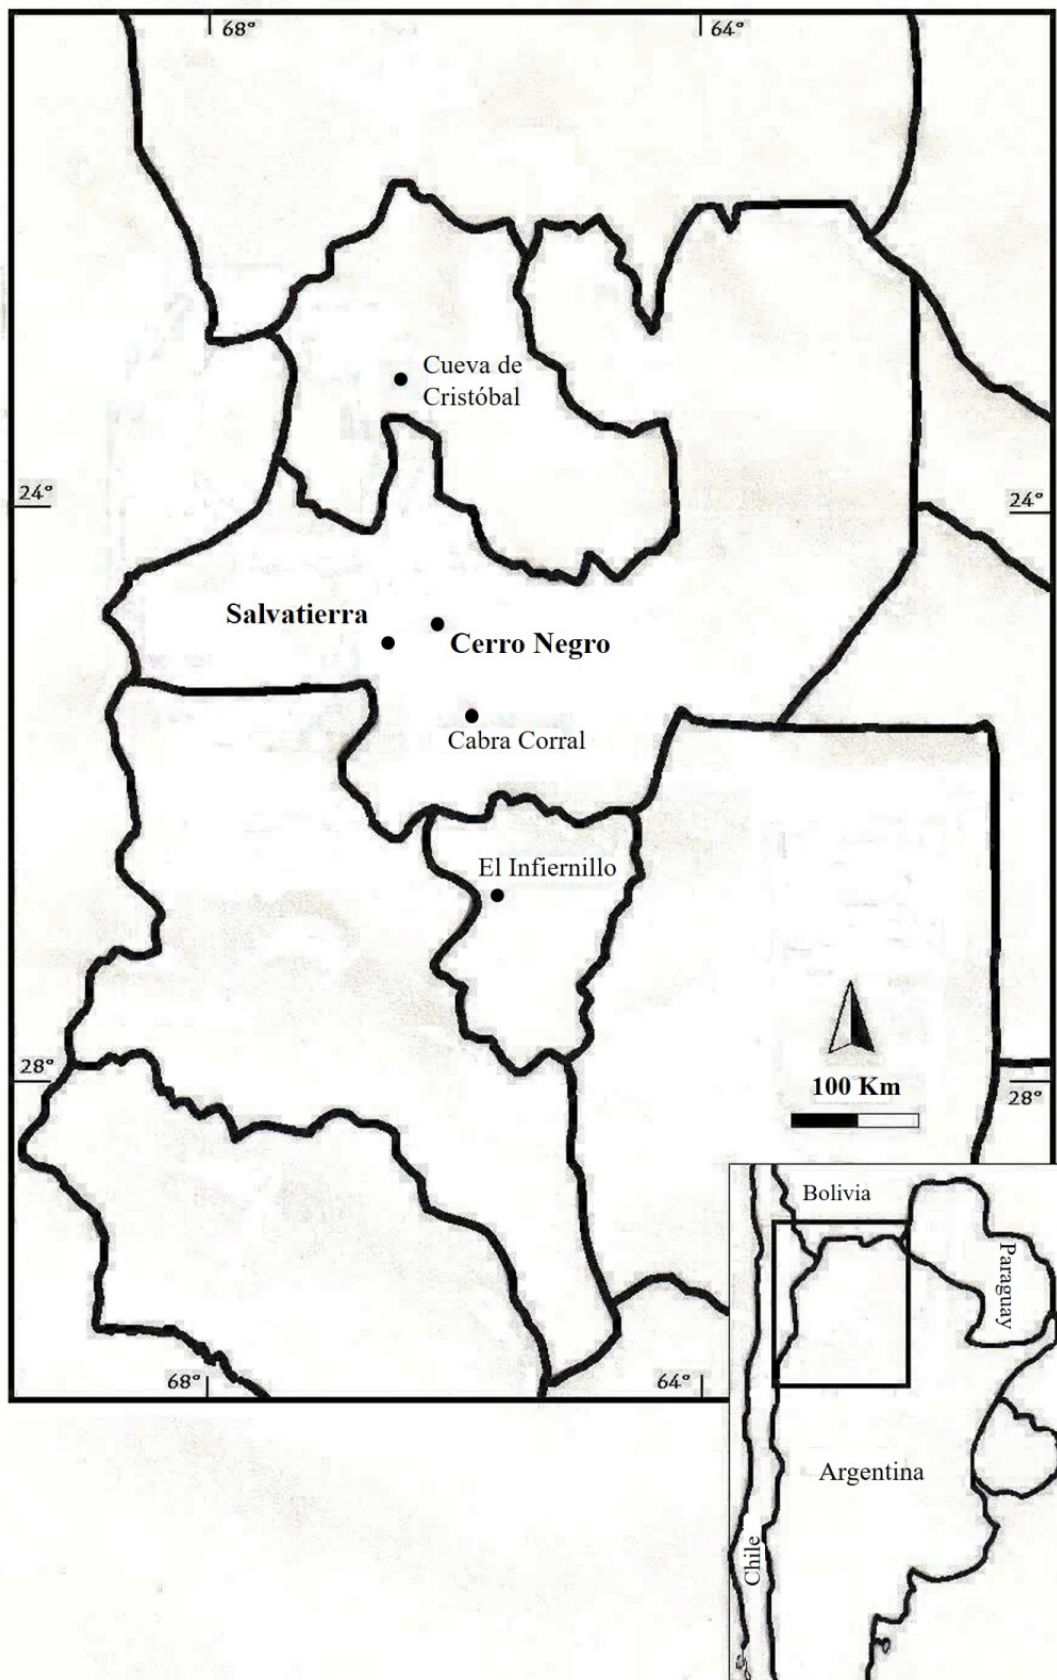 68°
64°
Cueva de
Cristóbal
24°
24°
Salvatierra
Cerro Negro
Cabra Corral
El Infiernillo
100 Km
28°
28°
Bolivia
Paraguay
68°
64°
Argentina
Chile